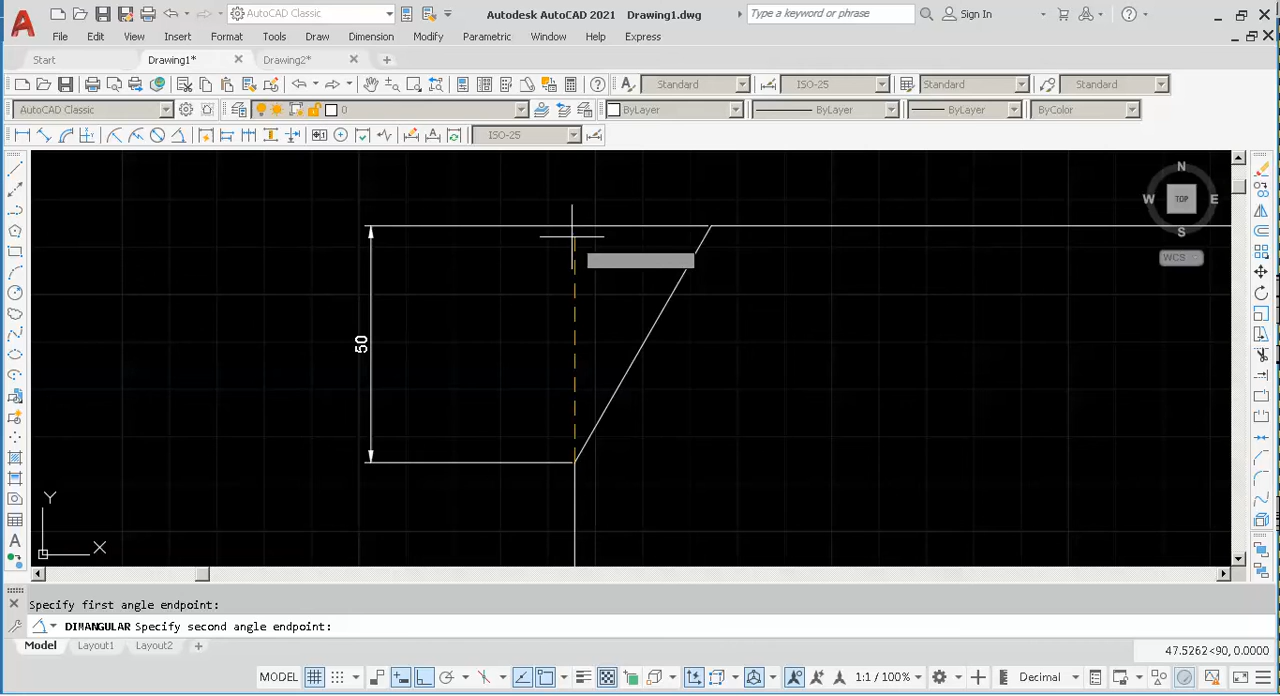 AutoCAD Classic
Autodesk AutoCAD 2021 Drawing1.dwg
Type a keyword or phrase
Sign In
File Edit View Insert Format Tools Draw Dimension Modify Parametric Window Help Express
Start Drawing1* Drawing2*
Standard ISO-25 Standard Standard
AutoCAD Classic 0 ByLayer ByLayer ByLayer ByColor
ISO-25
N
W TOP E
S
WCS
50
Y
X
Specify first angle endpoint:
DIMANGULAR Specify second angle endpoint:
Model Layout1 Layout2
47.5262<90, 0.0000
MODEL 1:1 / 100% Decimal